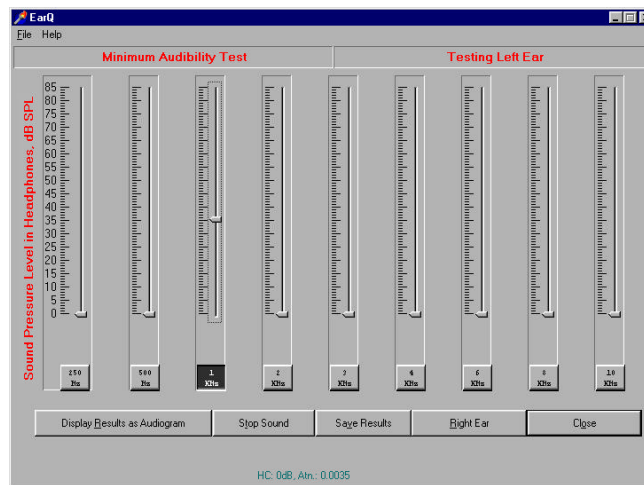 EarQ
File Help
Minimum Audibility Test Testing Left Ear
Sound Pressure Level in Headphones, dB SPL
85
80
75
70
65
60
55
50
45
40
35
30
25
20
15
10
5
0
250 500 1 2 3 4 6 8 10
Hz Hz KHz KHz KHz KHz KHz KHz KHz
Display Results as Audiogram Stop Sound Save Results Right Ear Close
HC: 0dB, Atn.: 0.0035